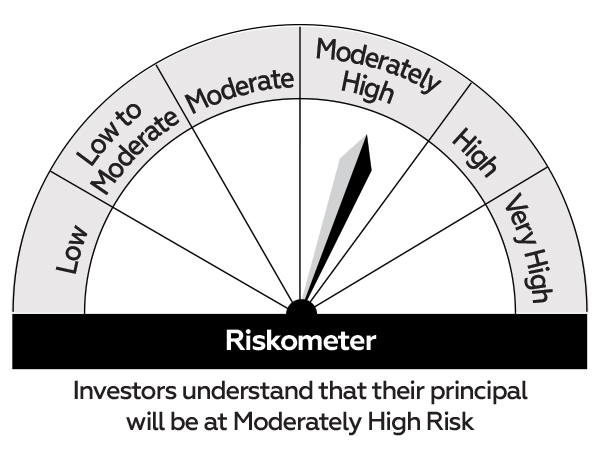 Low
Low to
Moderate
Moderate
Moderately
High
High
Very High
Riskometer
Investors understand that their principal
will be at Moderately High Risk